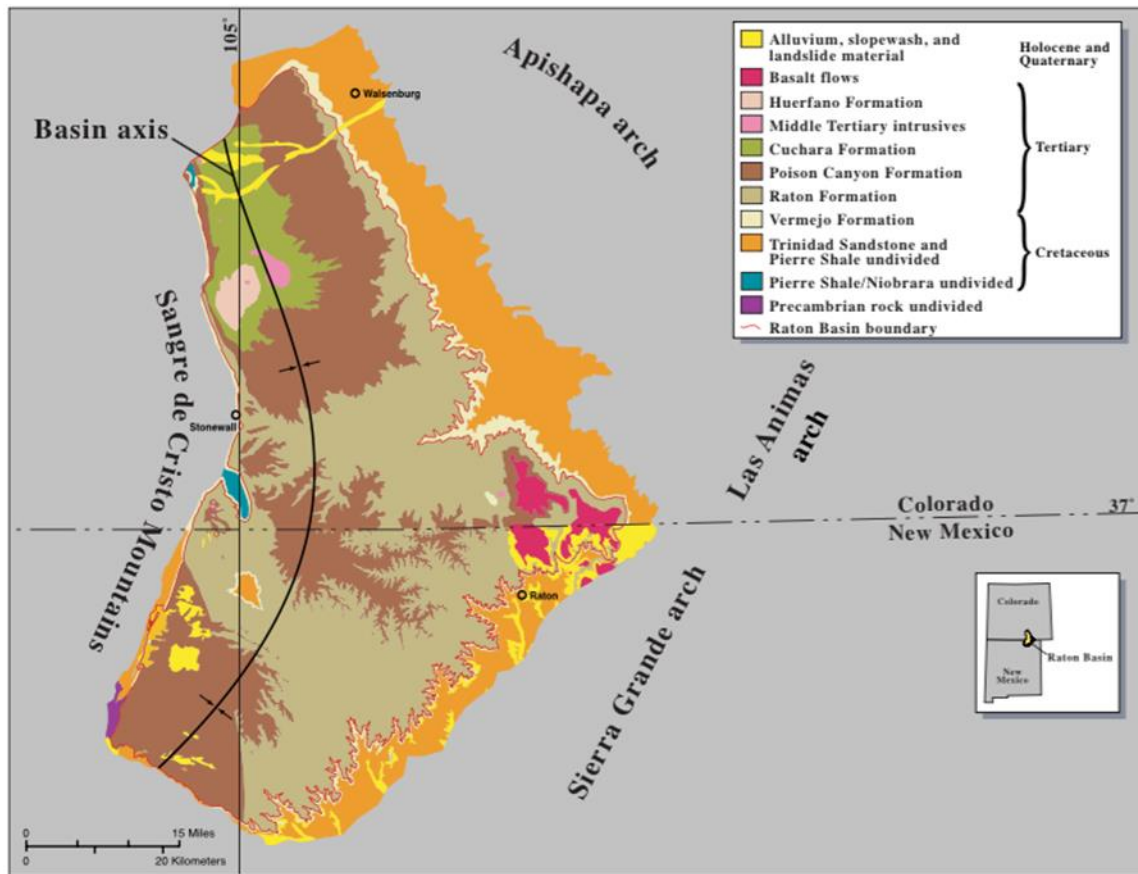 105°
Apishapa arch
Walsenburg
Basin axis
Sangre de Cristo Mountains
Stonewall
Las Animas
arch
Colorado
New Mexico
37°
Raton
Sierra Grande arch
0
15 Miles
0
20 Kilometers
Alluvium, slopewash, and
landslide material
Holocene and
Quaternary
Basalt flows
Huerfano Formation
Middle Tertiary intrusives
Cuchara Formation
Tertiary
Poison Canyon Formation
Raton Formation
Vermejo Formation
Trinidad Sandstone and
Pierre Shale undivided
Cretaceous
Pierre Shale/Niobrara undivided
Precambrian rock undivided
Raton Basin boundary
Colorado
Raton Basin
New
Mexico